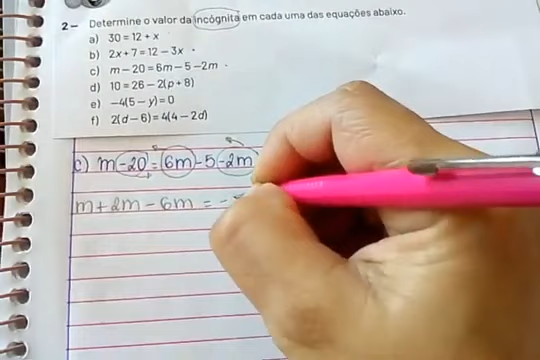 2 – Determine o valor da incógnita em cada uma das equações abaixo.
a) 30 = 12 + x
b) 2x + 7 = 12 – 3x
c) m – 20 = 6m – 5 – 2m
d) 10 = 26 – 2(p + 8)
e) –4(5 – y) = 0
f) 2(d – 6) = 4(4 – 2d)
c) m – 20 = 6m – 5 – 2m
m + 2m – 6m = –